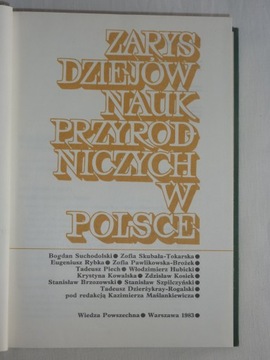 ZARYS
DZIEJÓW
NAUK
PRZYROD
NICZYCH
W
POLSCE
Bogdan Suchodolski● Zofia Skubała-Tokarska●
Eugeniusz Rybka● Zofia Pawlikowska-Brożek●
Tadeusz Piech● Włodzimierz Hubicki●
Krystyna Kowalska● Zdzisław Kosiek●
Stanisław Brzozowski● Stanisław Szpilczyński●
Tadeusz Dzierżykray-Rogalski●
pod redakcją Kazimierza Maślankiewicza●
Wiedza Powszechna● Warszawa 1983●